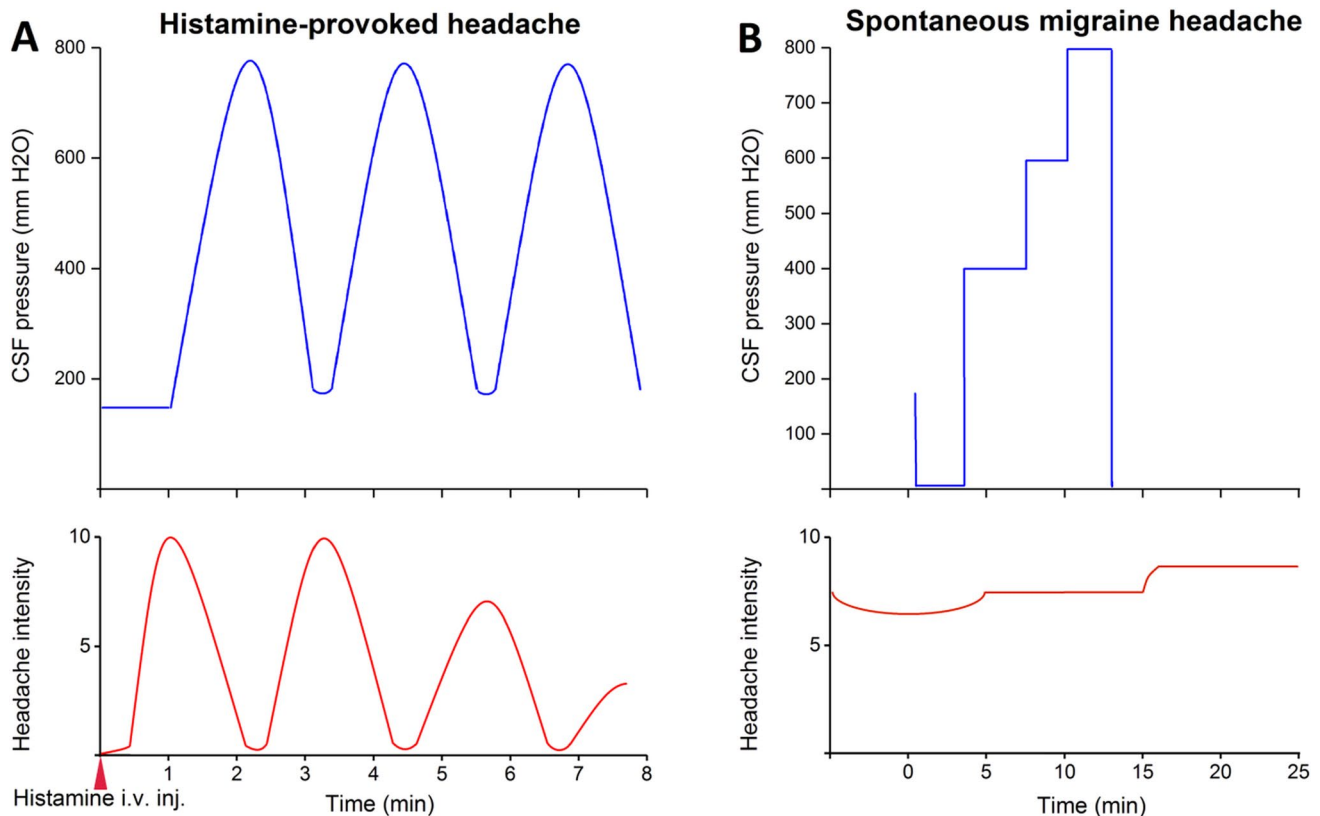 A
Histamine-provoked headache
CSF pressure (mm H2O)
800
600
400
200
Headache intensity
10
5
1 2 3 4 5 6 7 8
Histamine i.v. inj.
Time (min)
B
Spontaneous migraine headache
CSF pressure (mm H2O)
800
700
600
500
400
300
200
100
Headache intensity
10
5
0 5 10 15 20 25
Time (min)